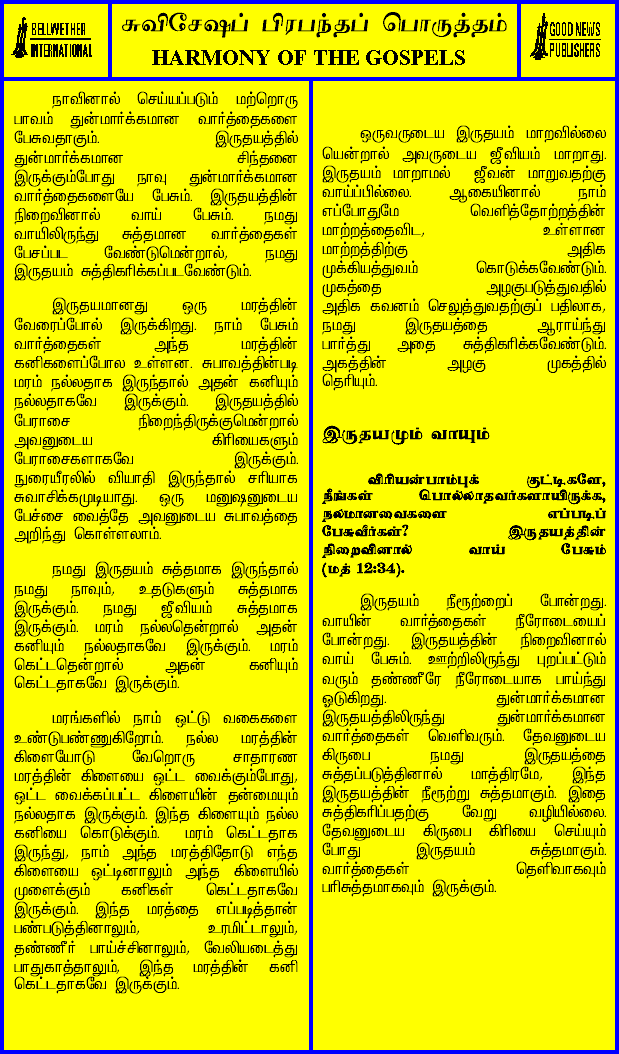 BELLWETHER
INTERNATIONAL
சுவிசேஷப் பிரபந்தப் பொருத்தம்
HARMONY OF THE GOSPELS
GOOD NEWS
PUBLISHERS
நாவினால் செய்யப்படும் மற்றொரு
பாவம் துன்மார்க்கமான வார்த்தைகளை
பேசுவதாகும். இருதயத்தில்
துன்மார்க்கமான சிந்தனை
இருக்கும்போது நாவு துன்மார்க்கமான
வார்த்தைகளையே பேசும். இருதயத்தின்
நிறைவினால் வாய் பேசும். நமது
வாயிலிருந்து சுத்தமான வார்த்தைகள்
பேசப்பட வேண்டுமென்றால், நமது
இருதயம் சுத்திகரிக்கப்படவேண்டும்.
இருதயமானது ஒரு மரத்தின்
வேரைப்போல் இருக்கிறது. நாம் பேசும்
வார்த்தைகள் அந்த மரத்தின்
கனிகளைப்போல உள்ளன. சுபாவத்தின்படி
மரம் நல்லதாக இருந்தால் அதன் கனியும்
நல்லதாகவே இருக்கும். இருதயத்தில்
பேராசை நிறைந்திருக்குமென்றால்
அவனுடைய கிரியைகளும்
பேராசைகளாகவே இருக்கும்.
நுரையீரலில் வியாதி இருந்தால் சரியாக
சுவாசிக்கமுடியாது. ஒரு மனுஷனுடைய
பேச்சை வைத்தே அவனுடைய சுபாவத்தை
அறிந்து கொள்ளலாம்.
நமது இருதயம் சுத்தமாக இருந்தால்
நமது நாவும், உதடுகளும் சுத்தமாக
இருக்கும். நமது ஜீவியம் சுத்தமாக
இருக்கும். மரம் நல்லதென்றால் அதன்
கனியும் நல்லதாகவே இருக்கும். மரம்
கெட்டதென்றால் அதன் கனியும்
கெட்டதாகவே இருக்கும்.
மரங்களில் நாம் ஒட்டு வகைகளை
உண்டுபண்ணுகிறோம். நல்ல மரத்தின்
கிளையோடு வேறொரு சாதாரண
மரத்தின் கிளையை ஒட்ட வைக்கும்போது,
ஒட்ட வைக்கப்பட்ட கிளையின் தன்மையும்
நல்லதாக இருக்கும். இந்த கிளையும் நல்ல
கனியை கொடுக்கும். மரம் கெட்டதாக
இருந்து, நாம் அந்த மரத்திதோடு எந்த
கிளையை ஒட்டினாலும் அந்த கிளையில்
முளைக்கும் கனிகள் கெட்டதாகவே
இருக்கும். இந்த மரத்தை எப்படித்தான்
பண்படுத்தினாலும், உரமிட்டாலும்,
தண்ணீர் பாய்ச்சினாலும், வேலியடைத்து
பாதுகாத்தாலும், இந்த மரத்தின் கனி
கெட்டதாகவே இருக்கும்.
ஒருவருடைய இருதயம் மாறவில்லை
யென்றால் அவருடைய ஜீவியம் மாறாது.
இருதயம் மாறாமல் ஜீவன் மாறுவதற்கு
வாய்ப்பில்லை. ஆகையினால் நாம்
எப்போதுமே வெளித்தோற்றத்தின்
மாற்றத்தைவிட, உள்ளான
மாற்றத்திற்கு அதிக
முக்கியத்துவம் கொடுக்கவேண்டும்.
முகத்தை அழகுபடுத்துவதில்
அதிக கவனம் செலுத்துவதற்குப் பதிலாக,
நமது இருதயத்தை ஆராய்ந்து
பார்த்து அதை சுத்திகரிக்கவேண்டும்.
அகத்தின் அழகு முகத்தில்
தெரியும்.
இருதயமும் வாயும்
விரியன்பாம்புக் குட்டிகளே,
நீங்கள் பொல்லாதவர்களாயிருக்க,
நலமானவைகளை எப்படிப்
பேசுவீர்கள்? இருதயத்தின்
நிறைவினால் வாய் பேசும்
(மத் 12:34).
இருதயம் நீரூற்றைப் போன்றது.
வாயின் வார்த்தைகள் நீரோடையைப்
போன்றது. இருதயத்தின் நிறைவினால்
வாய் பேசும். ஊற்றிலிருந்து புறப்பட்டும்
வரும் தண்ணீரே நீரோடையாக பாய்ந்து
ஓடுகிறது. துன்மார்க்கமான
இருதயத்திலிருந்து துன்மார்க்கமான
வார்த்தைகள் வெளிவரும். தேவனுடைய
கிருபை நமது இருதயத்தை
சுத்தப்படுத்தினால் மாத்திரமே, இந்த
இருதயத்தின் நீரூற்று சுத்தமாகும். இதை
சுத்திகரிப்பதற்கு வேறு வழியில்லை.
தேவனுடைய கிருபை கிரியை செய்யும்
போது இருதயம் சுத்தமாகும்.
வார்த்தைகள் தெளிவாகவும்
பரிசுத்தமாகவும் இருக்கும்.